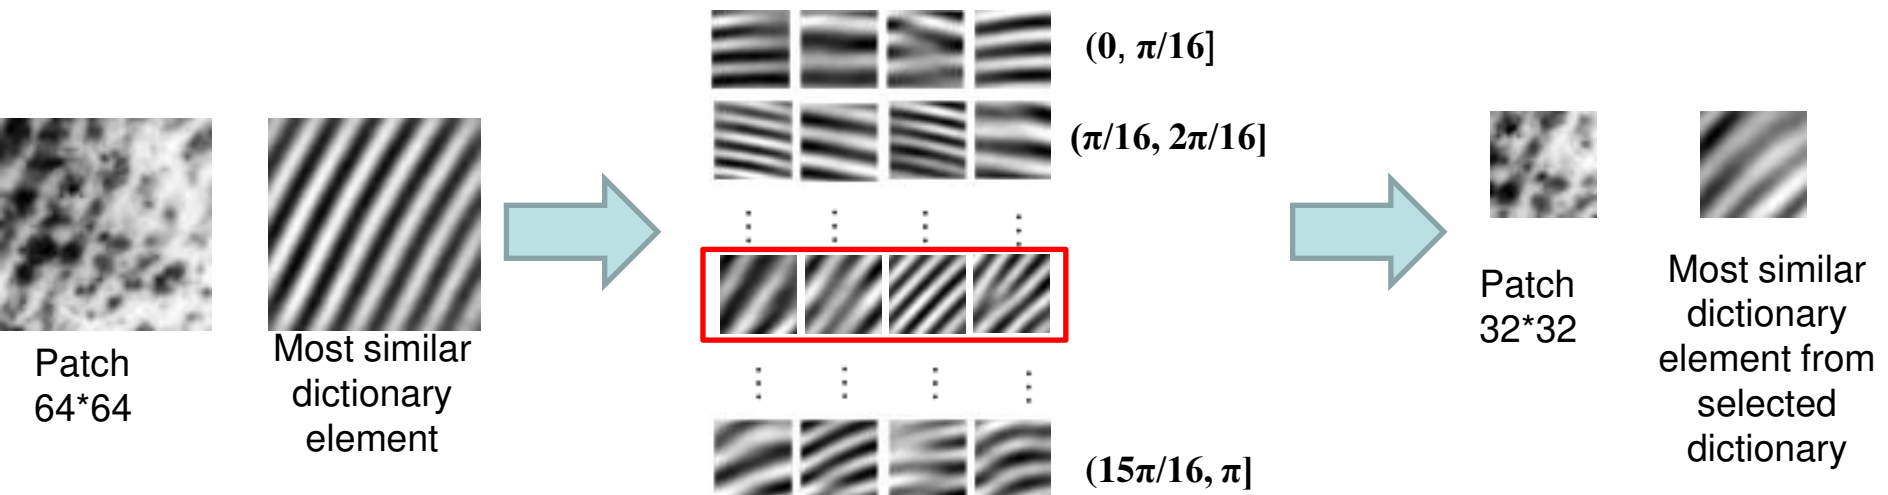 Patch
64*64
Most similar
dictionary
element
(0, π/16]
(π/16, 2π/16]
(15π/16, π]
Patch
32*32
Most similar
dictionary
element from
selected
dictionary